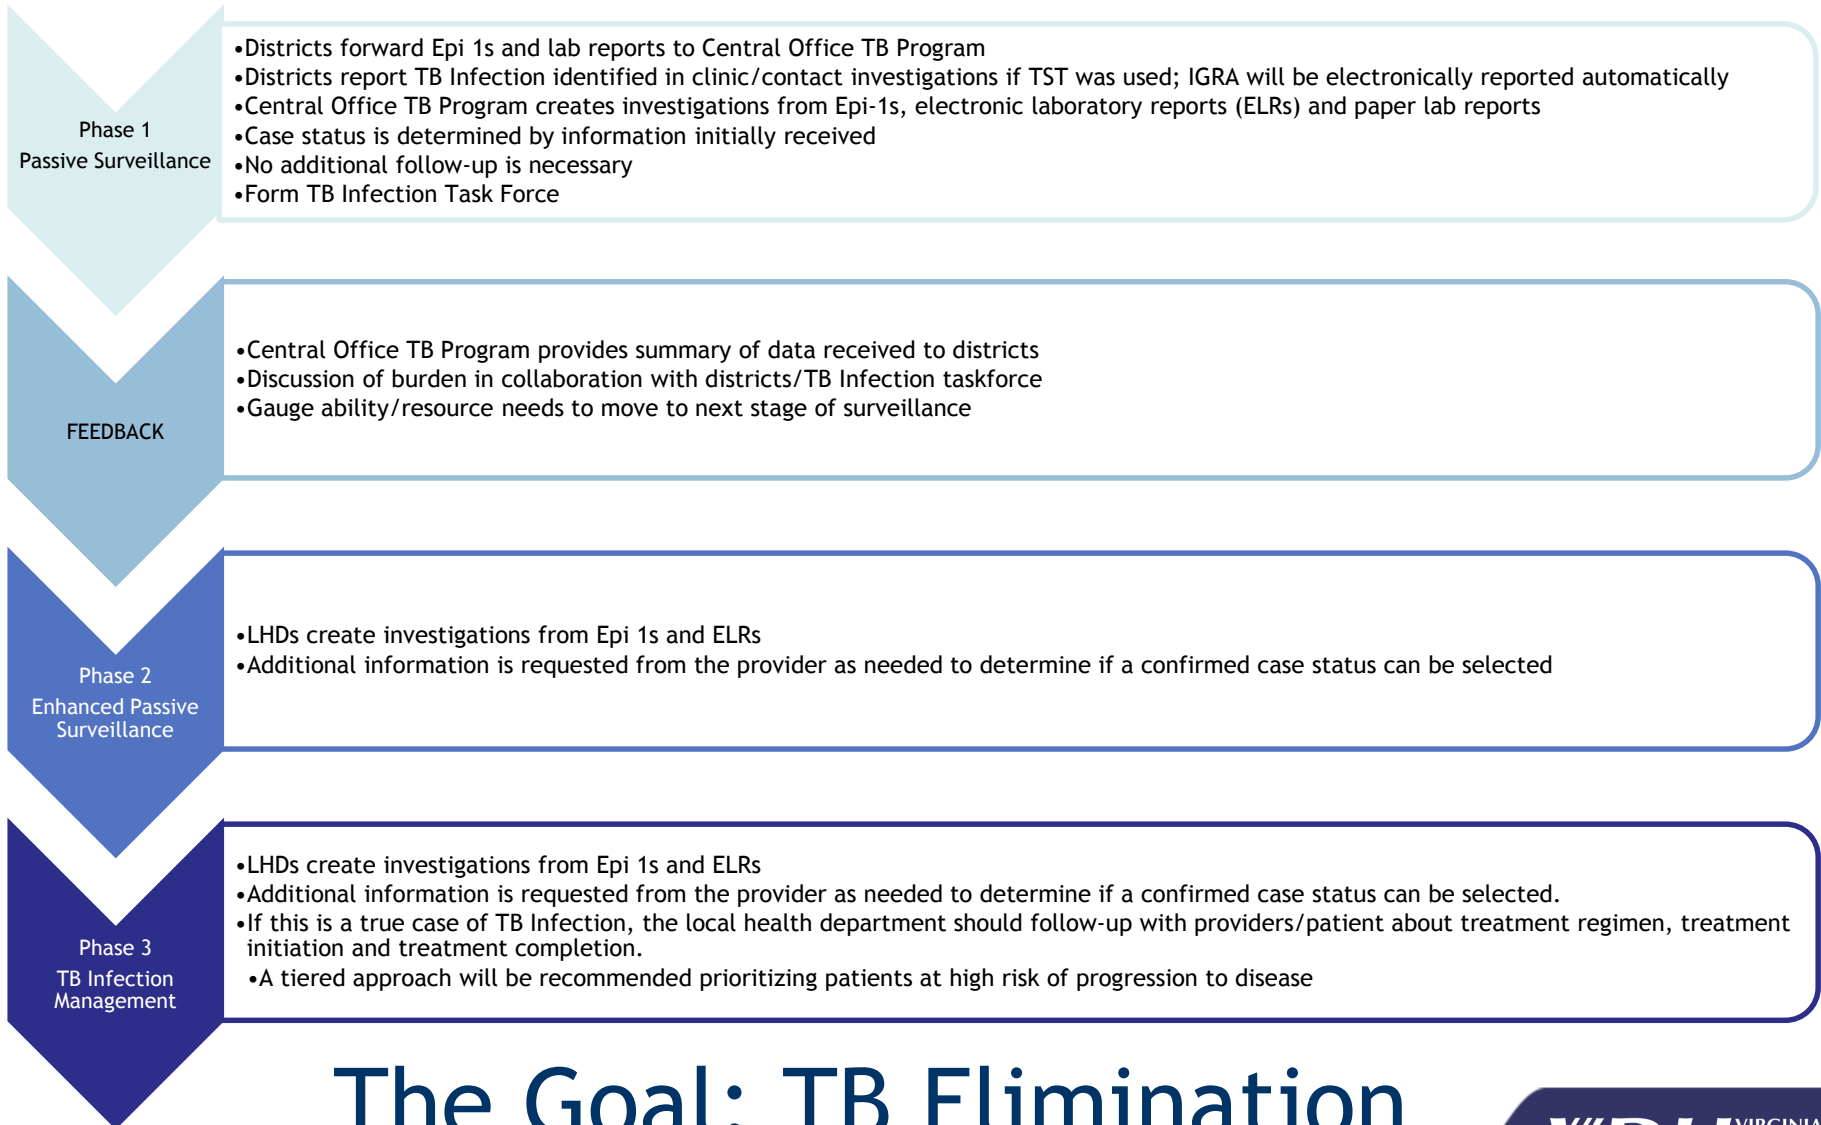 Phase 1
Passive Surveillance
•Districts forward Epi 1s and lab reports to Central Office TB Program
•Districts report TB Infection identified in clinic/contact investigations if TST was used; IGRA will be electronically reported automatically
•Central Office TB Program creates investigations from Epi-1s, electronic laboratory reports (ELRs) and paper lab reports
•Case status is determined by information initially received
•No additional follow-up is necessary
•Form TB Infection Task Force
FEEDBACK
•Central Office TB Program provides summary of data received to districts
•Discussion of burden in collaboration with districts/TB Infection taskforce
•Gauge ability/resource needs to move to next stage of surveillance
Phase 2
Enhanced Passive
Surveillance
•LHDs create investigations from Epi 1s and ELRs
•Additional information is requested from the provider as needed to determine if a confirmed case status can be selected
Phase 3
TB Infection
Management
•LHDs create investigations from Epi 1s and ELRs
•Additional information is requested from the provider as needed to determine if a confirmed case status can be selected.
•If this is a true case of TB Infection, the local health department should follow-up with providers/patient about treatment regimen, treatment
initiation and treatment completion.
•A tiered approach will be recommended prioritizing patients at high risk of progression to disease
The Goal: TB Elimination
VDH VIRGINIA